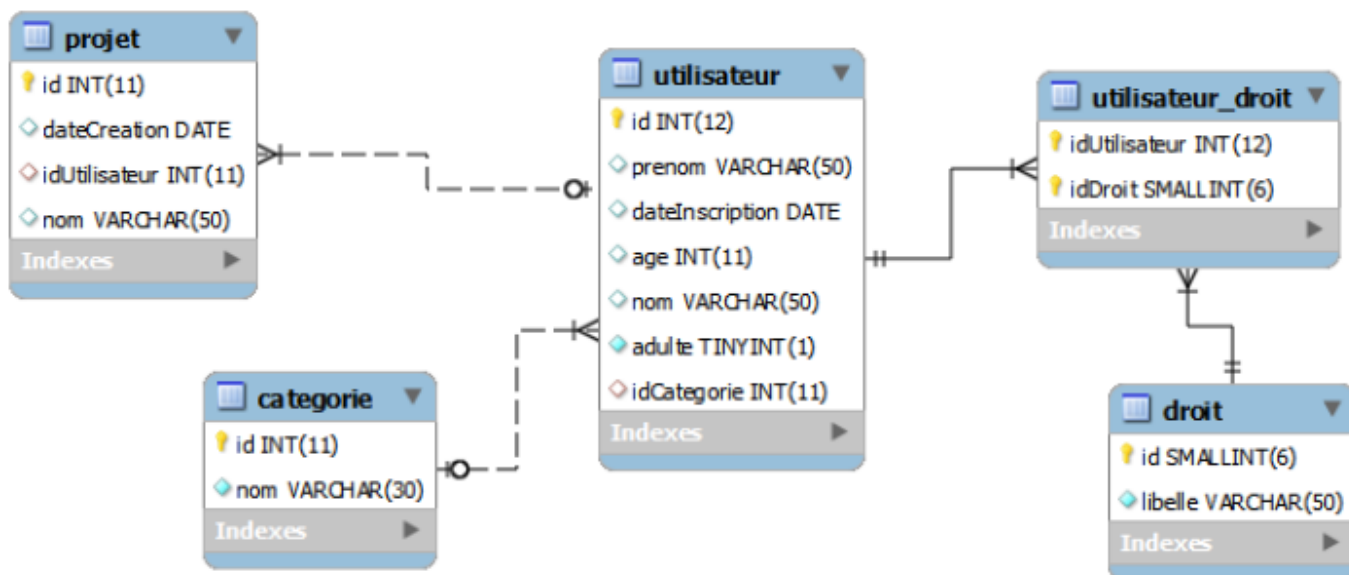 projet
id INT(11)
dateCreation DATE
idUtilisateur INT(11)
nom VARCHAR(50)
Indexes
utilisateur
id INT(12)
prenom VARCHAR(50)
dateInscription DATE
age INT(11)
nom VARCHAR(50)
adulte TINYINT(1)
idCategorie INT(11)
Indexes
utilisateur_droit
idUtilisateur INT(12)
idDroit SMALLINT(6)
Indexes
categorie
id INT(11)
nom VARCHAR(30)
Indexes
droit
id SMALLINT(6)
libelle VARCHAR(50)
Indexes